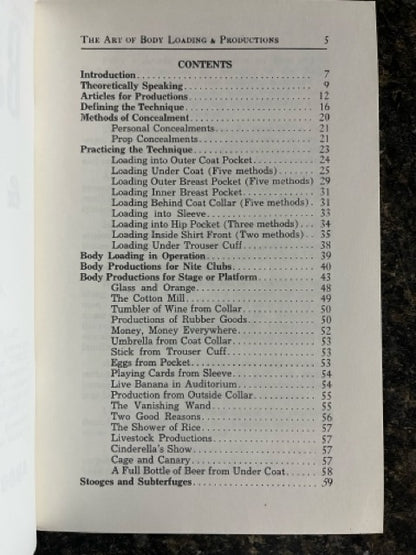 The Art of Body Loading & Productions 5
CONTENTS
Introduction 7
Theoretically Speaking 9
Articles for Productions 12
Defining the Technique 16
Methods of Concealment 20
Personal Concealments 21
Prop Concealments 21
Practicing the Technique 23
Loading into Outer Coat Pocket 24
Loading Under Coat (Five methods) 25
Loading Outer Breast Pocket (Five methods) 29
Loading Inner Breast Pocket 31
Loading Behind Coat Collar (Five methods) 31
Loading into Sleeve 33
Loading into Hip Pocket (Three methods) 34
Loading Inside Shirt Front (Two methods) 35
Loading Under Trouser Cuff 38
Body Loading in Operation 39
Body Productions for Nite Clubs 40
Body Productions for Stage or Platform 43
Glass and Orange 48
The Cotton Mill 49
Tumbler of Wine from Collar 50
Productions of Rubber Goods 50
Money, Money Everywhere 52
Umbrella from Coat Collar 53
Stick from Trouser Cuff 53
Eggs from Pocket 53
Playing Cards from Sleeve 54
Live Banana in Auditorium 54
Production from Outside Collar 55
The Vanishing Wand 55
Two Good Reasons 56
The Shower of Rice 57
Livestock Productions 57
Cinderella's Show 57
Cage and Canary 57
A Full Bottle of Beer from Under Coat 58
Stooges and Subterfuges 59